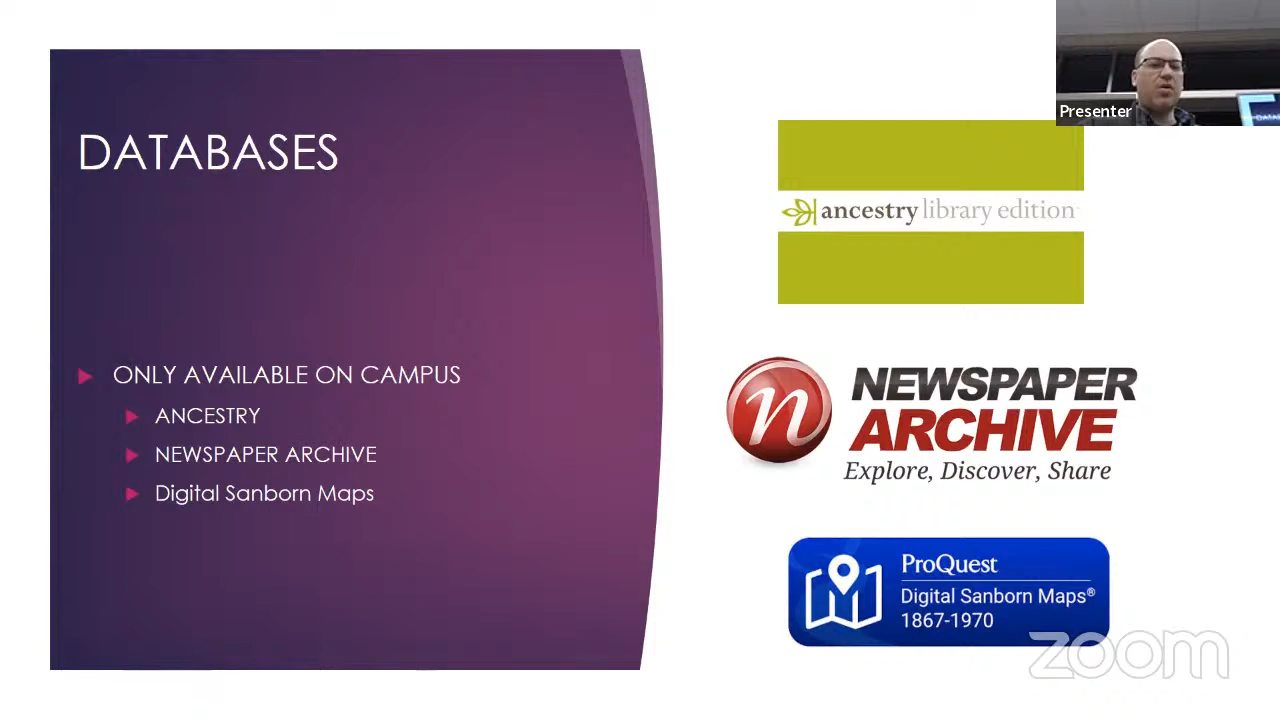 DATABASES
ONLY AVAILABLE ON CAMPUS
ANCESTRY
NEWSPAPER ARCHIVE
Digital Sanborn Maps
Presenter
DATA
ancestry library edition
n
NEWSPAPER
ARCHIVE
Explore, Discover, Share
ProQuest
Digital Sanborn Maps®
1867-1970
zoom